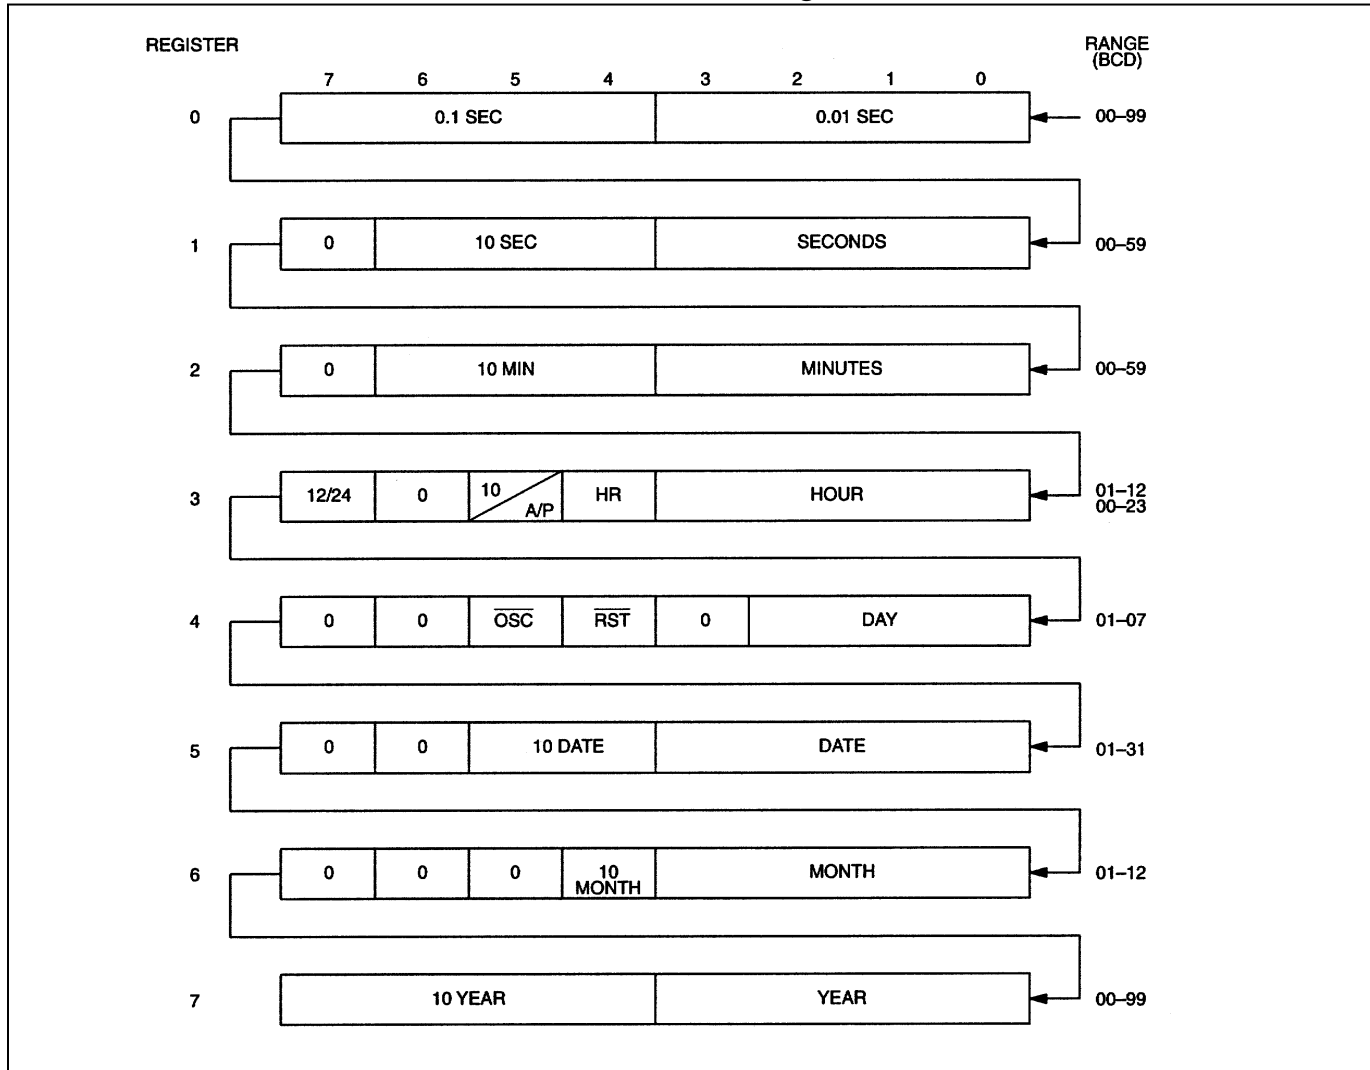 REGISTER
RANGE
(BCD)
7 6 5 4 3 2 1 0
0 0.1 SEC 0.01 SEC 00–99
1 0 10 SEC SECONDS 00–59
2 0 10 MIN MINUTES 00–59
3 12/24 0 10 A/P HR HOUR 01–12
00–23
4 0 0 OSC RST 0 DAY 01–07
5 0 0 10 DATE DATE 01–31
6 0 0 0 10 MONTH MONTH 01–12
7 10 YEAR YEAR 00–99